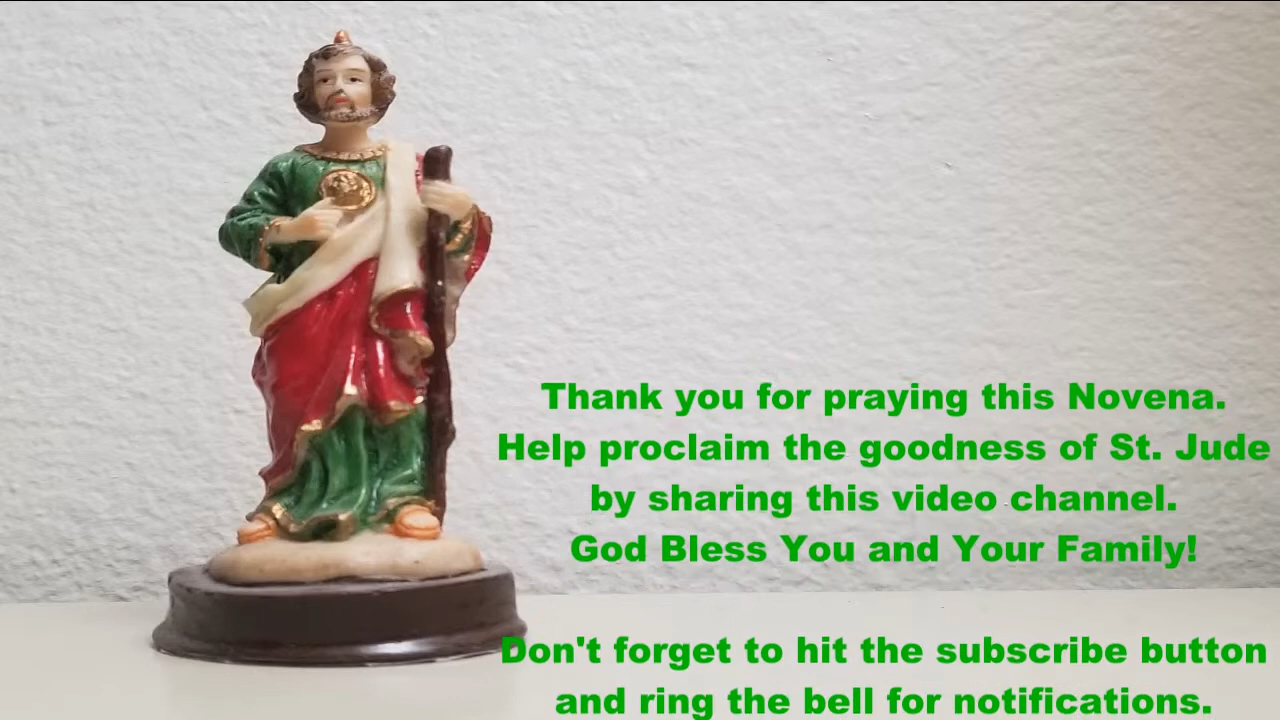 Thank you for praying this Novena.
Help proclaim the goodness of St. Jude
by sharing this video channel.
God Bless You and Your Family!
Don't forget to hit the subscribe button
and ring the bell for notifications.